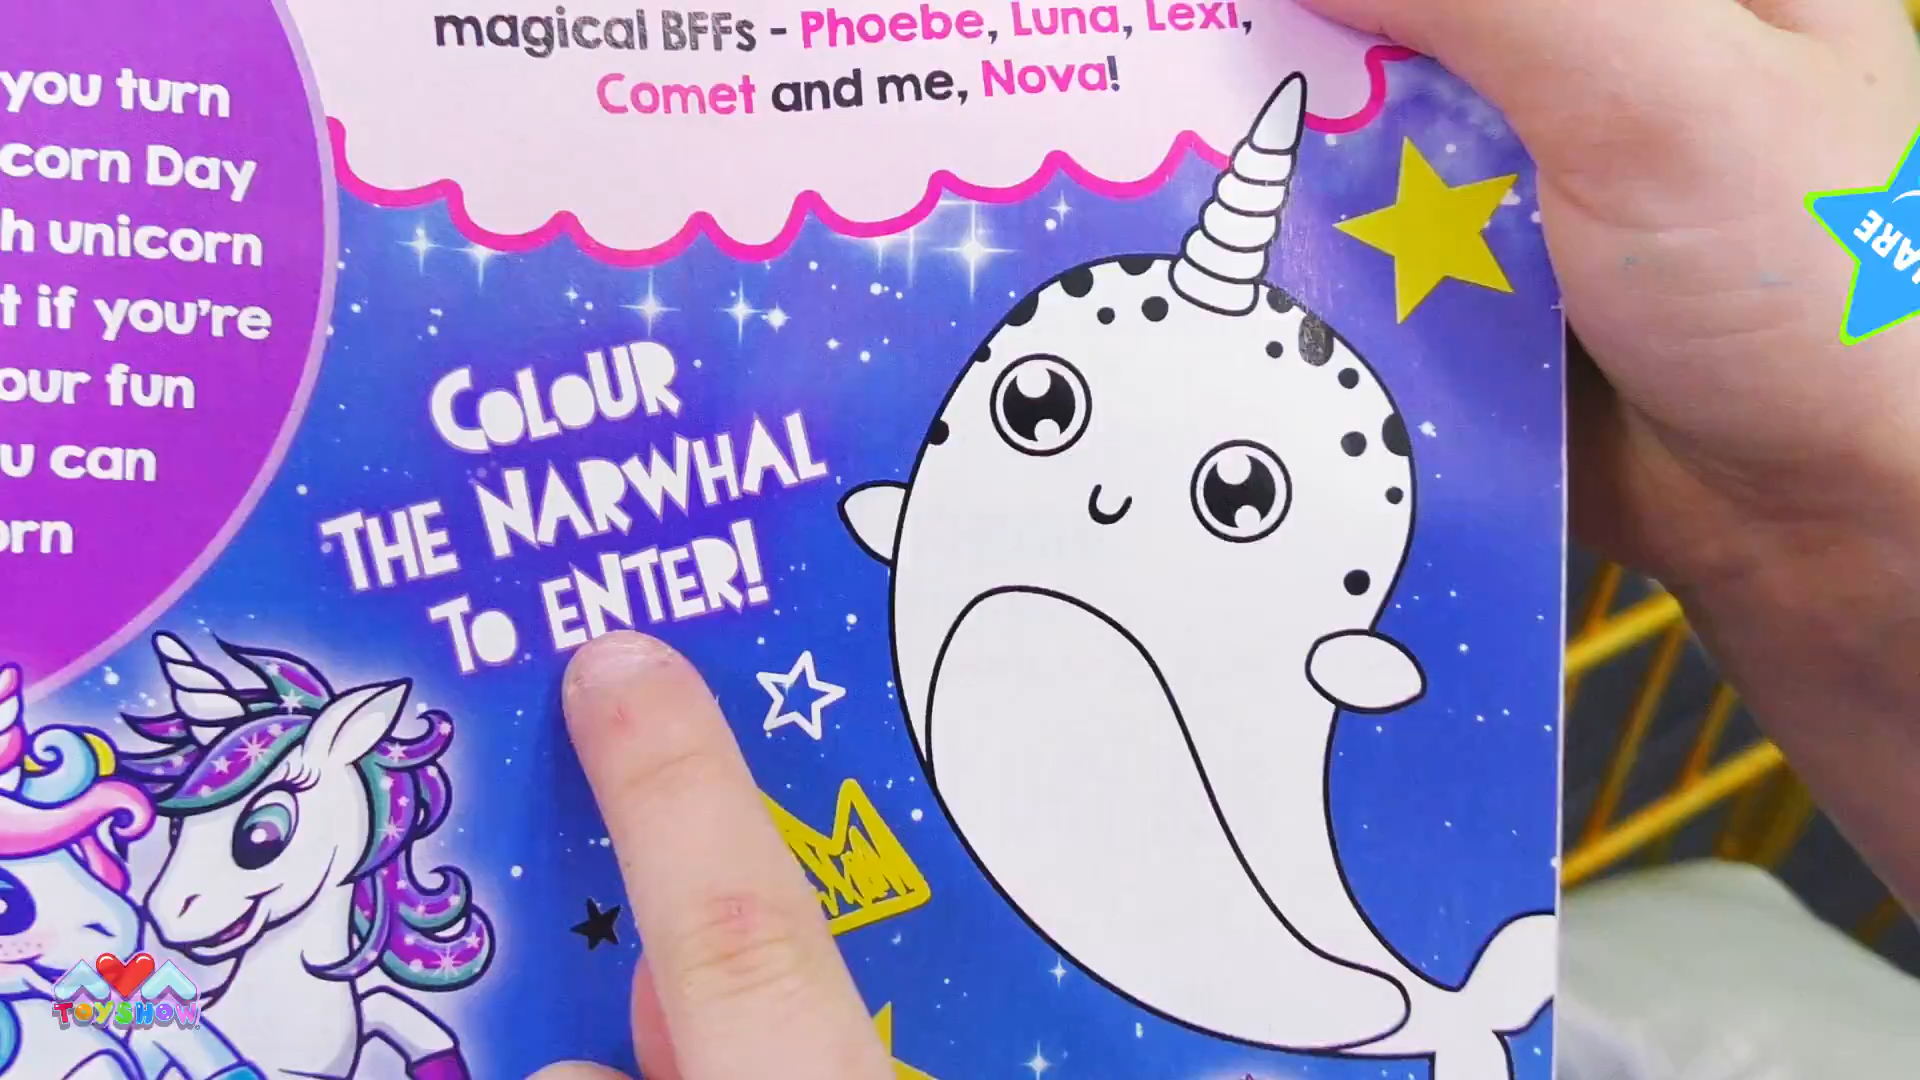 you turn
corn Day
h unicorn
t if you're
our fun
u can
orn
magical BFFs - Phoebe, Luna, Lexi,
Comet and me, Nova!
COLOUR
THE NARWHAL
TO ENTER!
TOYSHOW